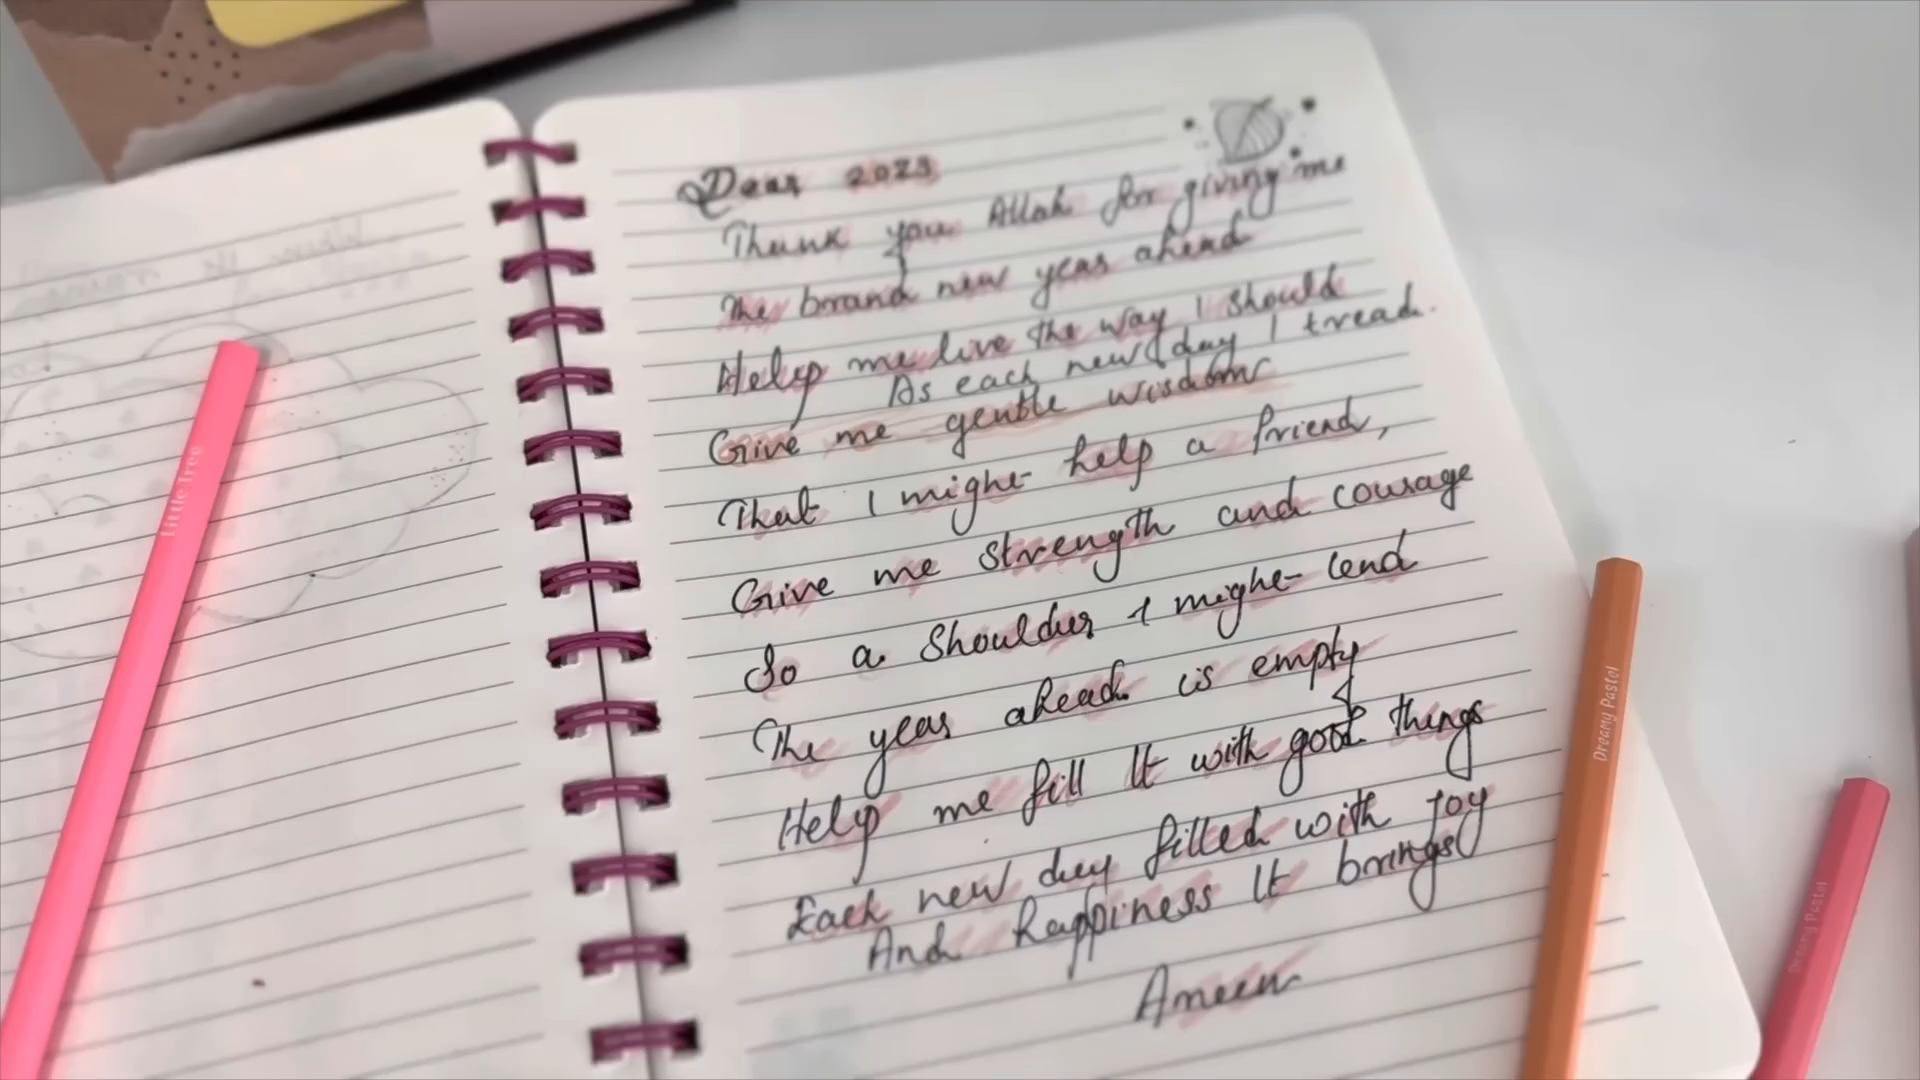 Dear 2023
Thank you Allah for giving me
The brand new year ahead
Help me live the way I should
As each new day I tread.
Give me gentle wisdom
That I might help a friend,
Give me strength and courage
So a shoulder I might lend
The year ahead is empty
Help me fill It with good things
Each new day filled with joy
And happiness It brings
Ameen
Little Tree
Dreamy Pastel
Dreamy Pastel